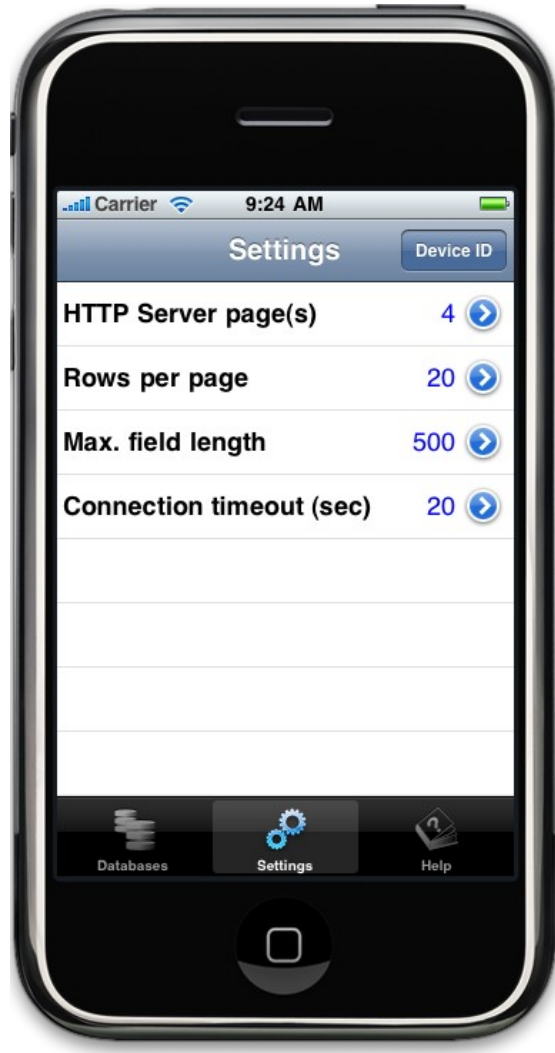 Carrier 9:24 AM
Settings Device ID
HTTP Server page(s) 4
Rows per page 20
Max. field length 500
Connection timeout (sec) 20
Databases Settings Help